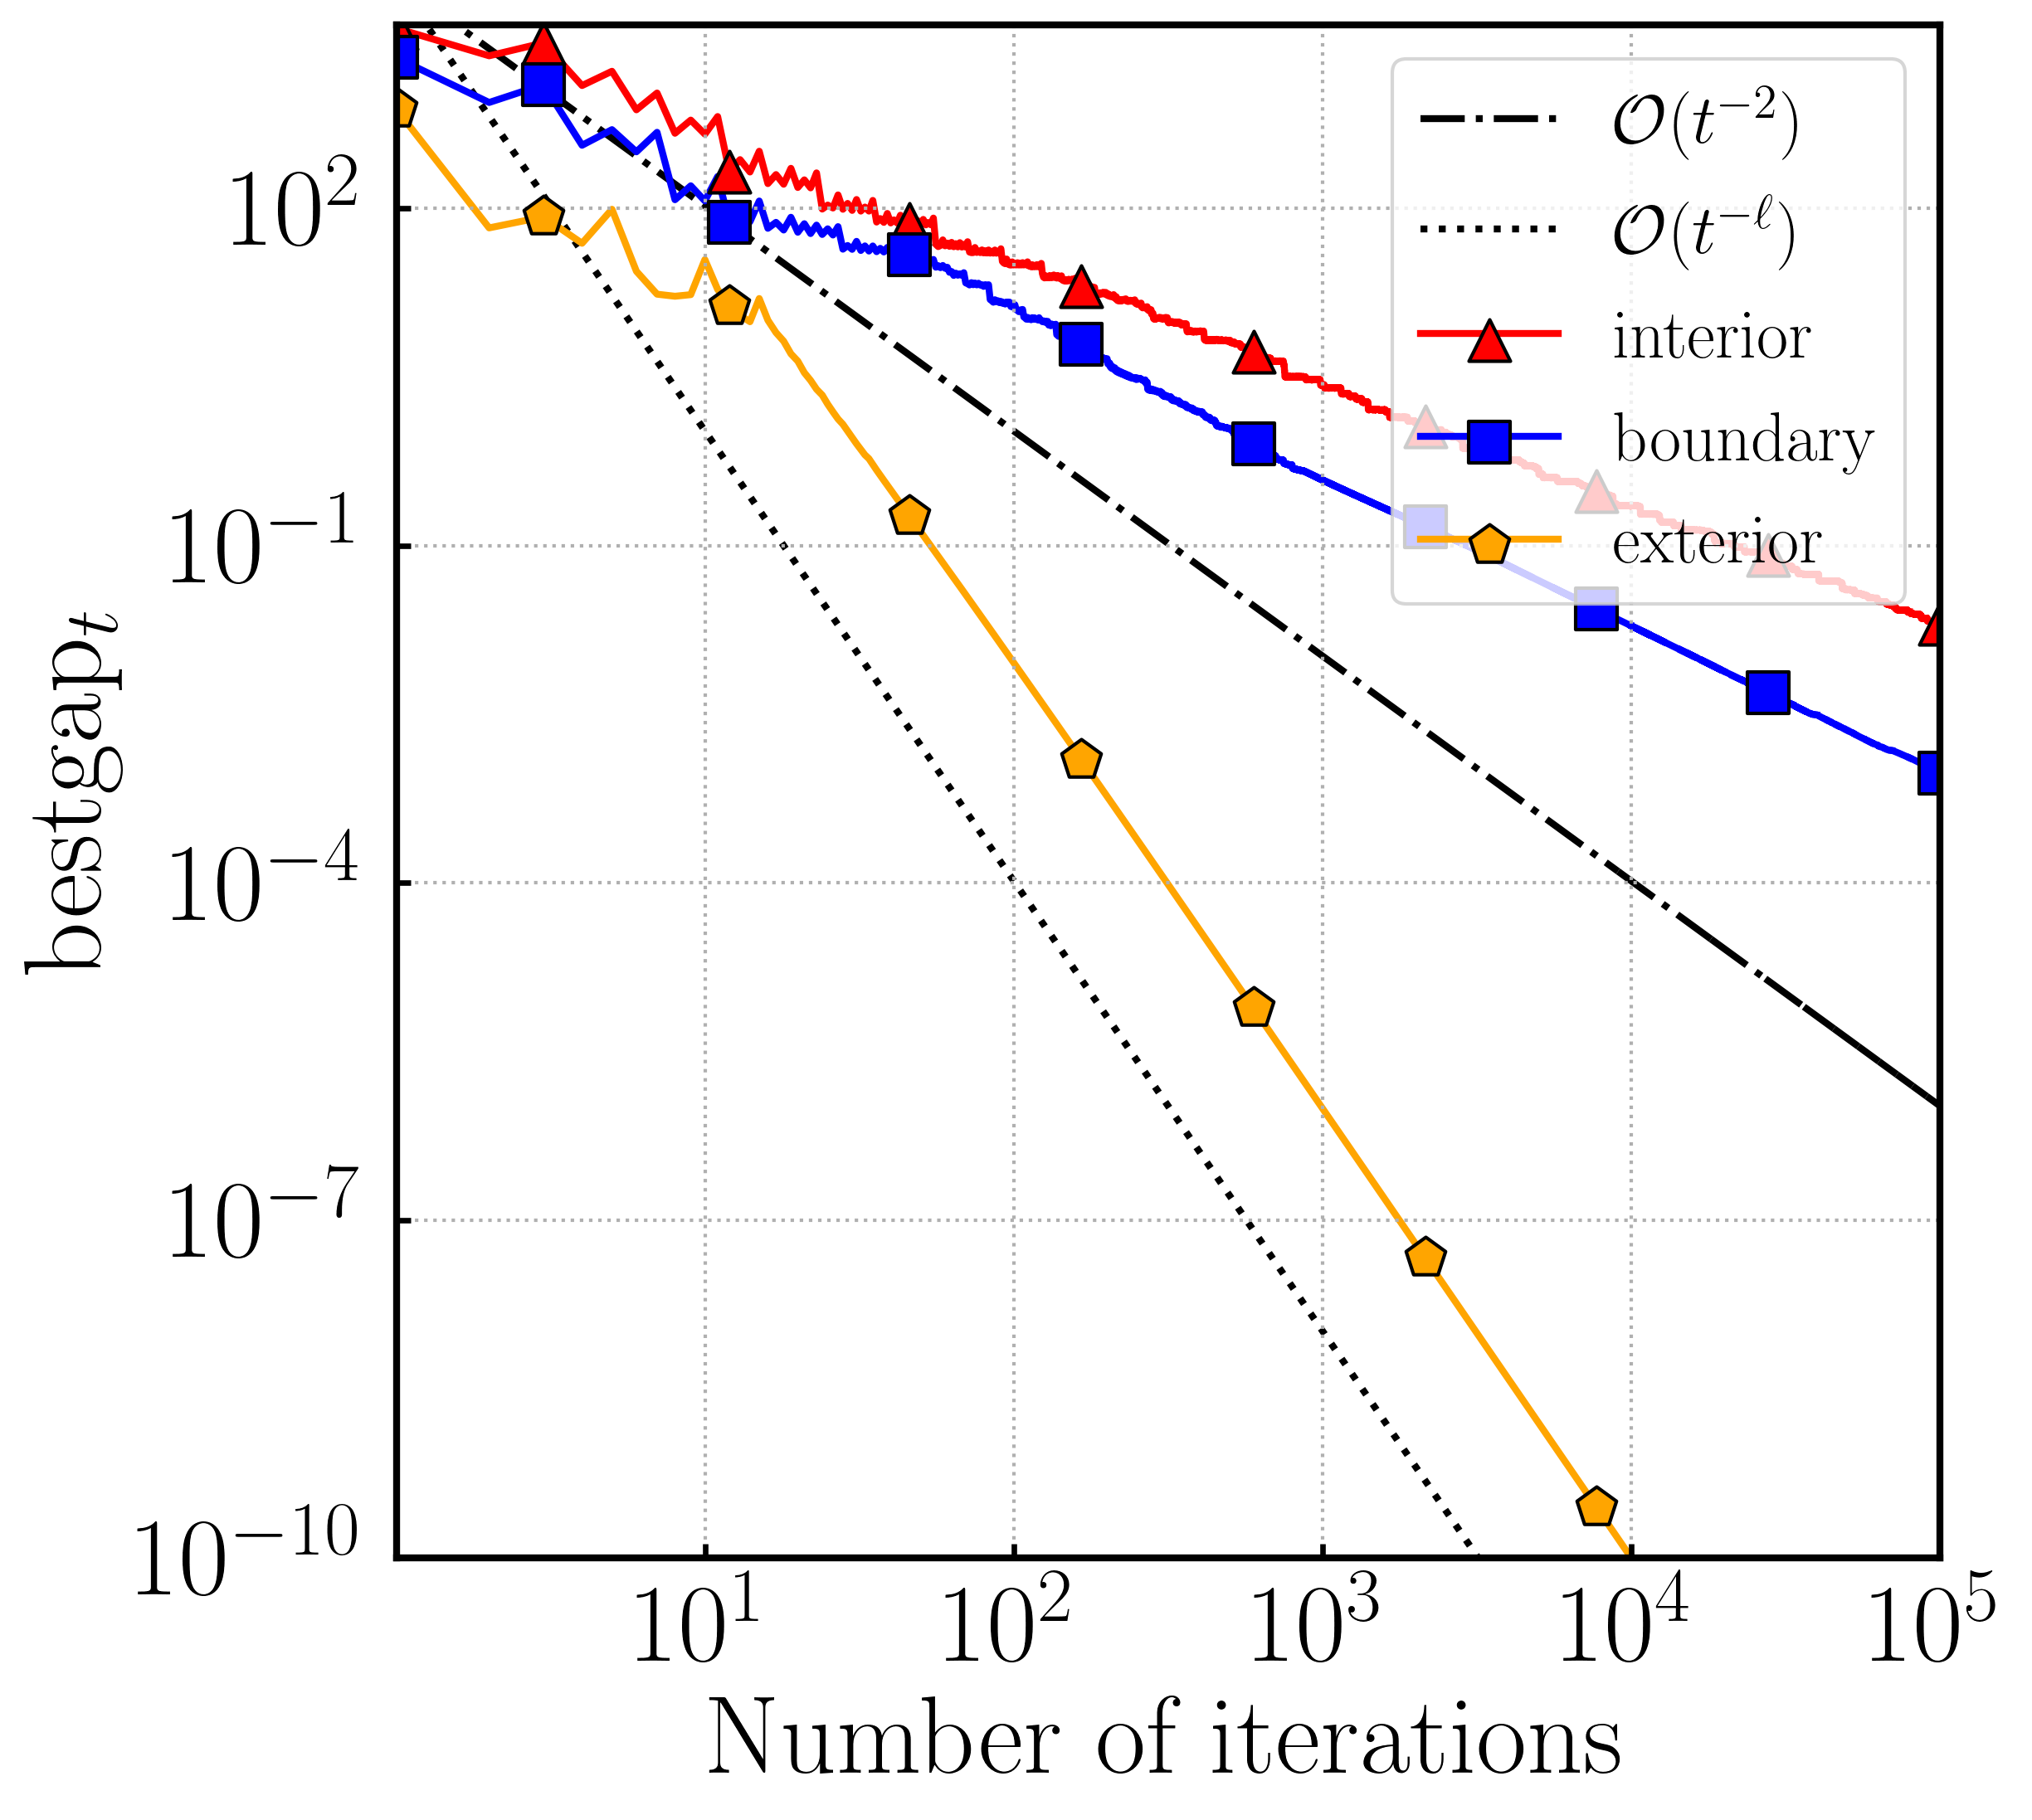 bestgap_t
10^2
10^{-1}
10^{-4}
10^{-7}
10^{-10}
𝒪(t^{-2})
𝒪(t^{-ℓ})
interior
boundary
exterior
10^1 10^2 10^3 10^4 10^5
Number of iterations